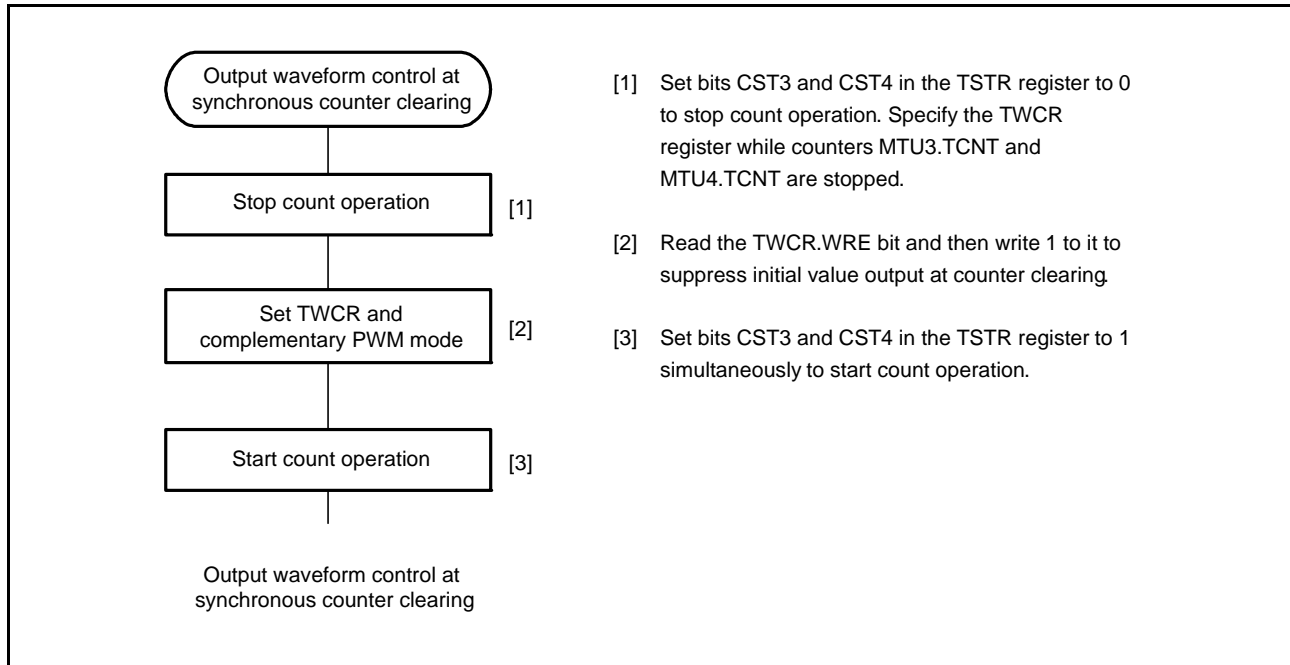 Output waveform control at
synchronous counter clearing
Stop count operation
[1]
Set TWCR and
complementary PWM mode
[2]
Start count operation
[3]
Output waveform control at
synchronous counter clearing
[1] Set bits CST3 and CST4 in the TSTR register to 0
to stop count operation. Specify the TWCR
register while counters MTU3.TCNT and
MTU4.TCNT are stopped.
[2] Read the TWCR.WRE bit and then write 1 to it to
suppress initial value output at counter clearing.
[3] Set bits CST3 and CST4 in the TSTR register to 1
simultaneously to start count operation.